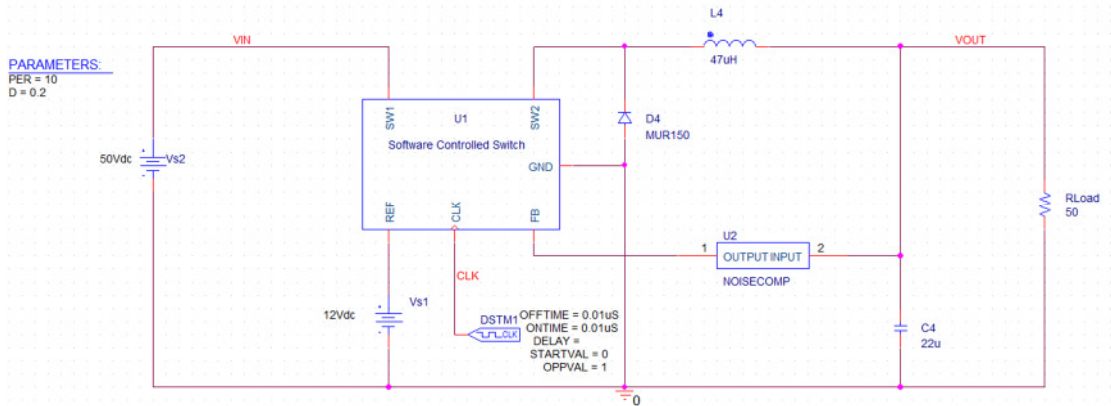 L4
VIN
VOUT
47uH
PARAMETERS:
PER = 10
D = 0.2
SW1
SW2
U1
Software Controlled Switch
D4
MUR150
50Vdc
Vs2
GND
RLoad
50
REF
CLK
FB
U2
1
OUTPUT INPUT
2
NOISECOMP
CLK
Vs1
12Vdc
DSTM1
CLK
OFFTIME = 0.01uS
ONTIME = 0.01uS
DELAY =
STARTVAL = 0
OPPVAL = 1
C4
22u
0